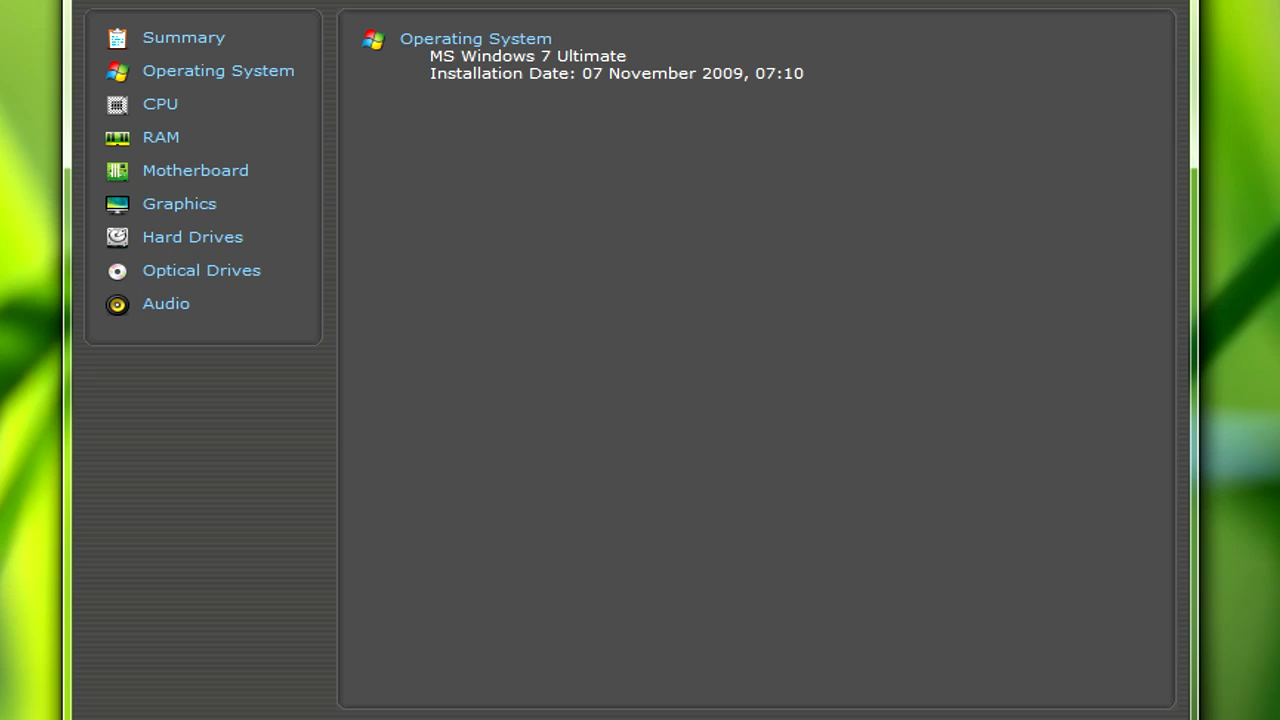 Summary
Operating System
CPU
RAM
Motherboard
Graphics
Hard Drives
Optical Drives
Audio
Operating System
MS Windows 7 Ultimate
Installation Date: 07 November 2009, 07:10